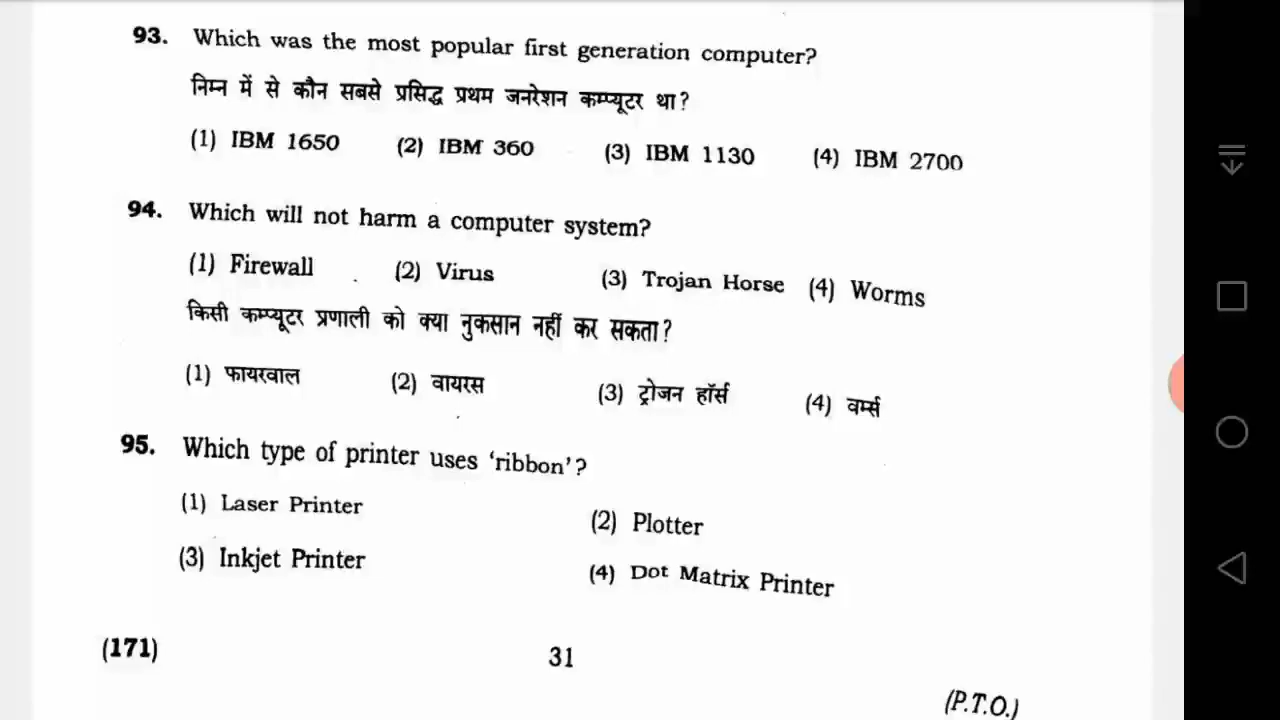 93. Which was the most popular first generation computer?
निम्न में से कौन सबसे प्रसिद्ध प्रथम जनरेशन कम्प्यूटर था?
(1) IBM 1650 (2) IBM 360 (3) IBM 1130 (4) IBM 2700
94. Which will not harm a computer system?
(1) Firewall (2) Virus (3) Trojan Horse (4) Worms
किसी कम्प्यूटर प्रणाली को क्या नुकसान नहीं कर सकता?
(1) फायरवाल (2) वायरस (3) ट्रोजन हॉर्स (4) वर्म्स
95. Which type of printer uses ‘ribbon’?
(1) Laser Printer (2) Plotter
(3) Inkjet Printer (4) Dot Matrix Printer
(171) 31 (P.T.O.)